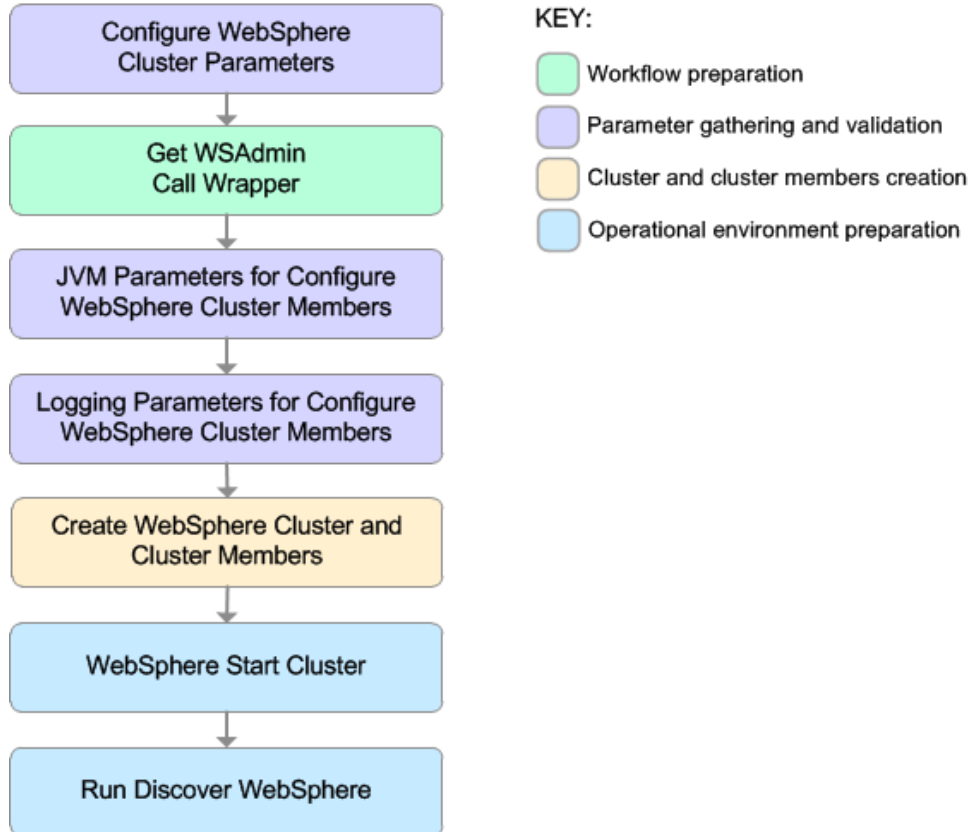 Configure WebSphere
Cluster Parameters
Get WSAdmin
Call Wrapper
JVM Parameters for Configure
WebSphere Cluster Members
Logging Parameters for Configure
WebSphere Cluster Members
Create WebSphere Cluster and
Cluster Members
WebSphere Start Cluster
Run Discover WebSphere
KEY:
Workflow preparation
Parameter gathering and validation
Cluster and cluster members creation
Operational environment preparation